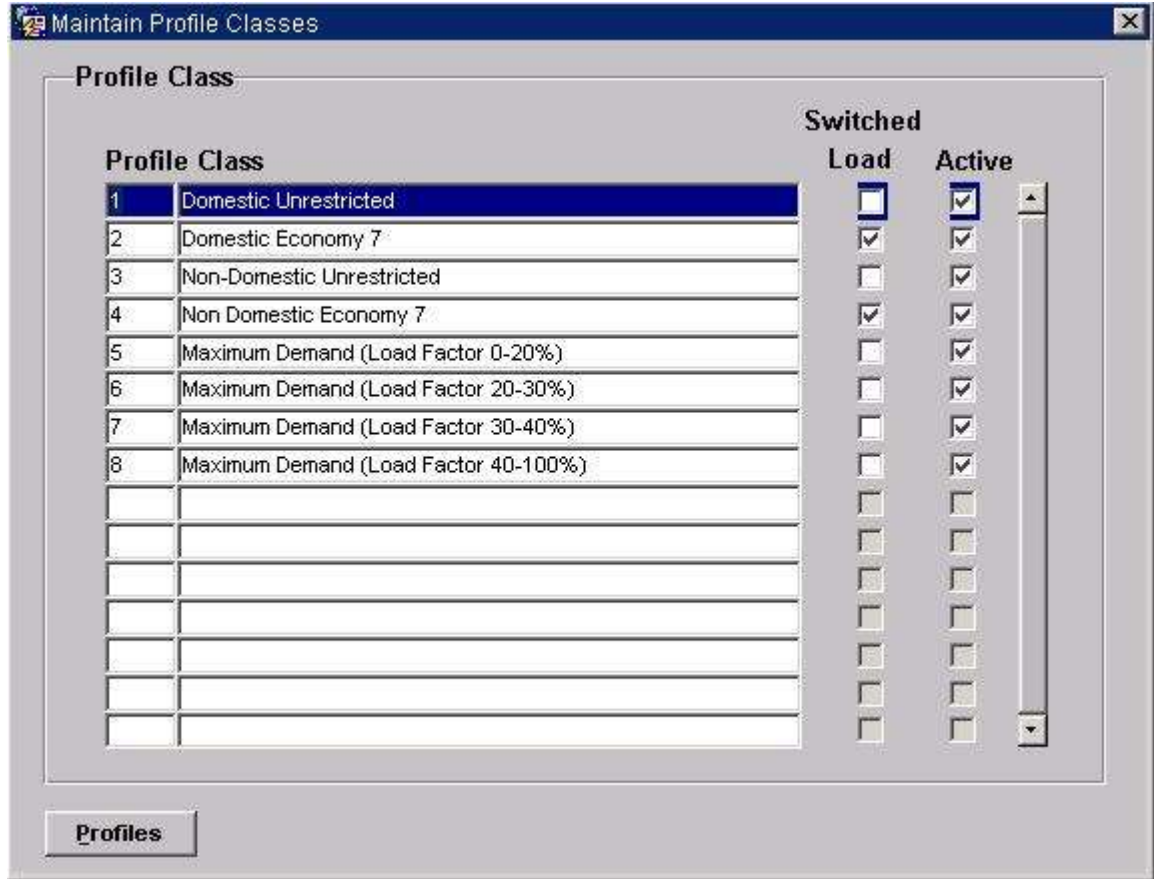 Maintain Profile Classes
Profile Class
Switched
Profile Class Load Active
1 Domestic Unrestricted
2 Domestic Economy 7
3 Non-Domestic Unrestricted
4 Non Domestic Economy 7
5 Maximum Demand (Load Factor 0-20%)
6 Maximum Demand (Load Factor 20-30%)
7 Maximum Demand (Load Factor 30-40%)
8 Maximum Demand (Load Factor 40-100%)
Profiles